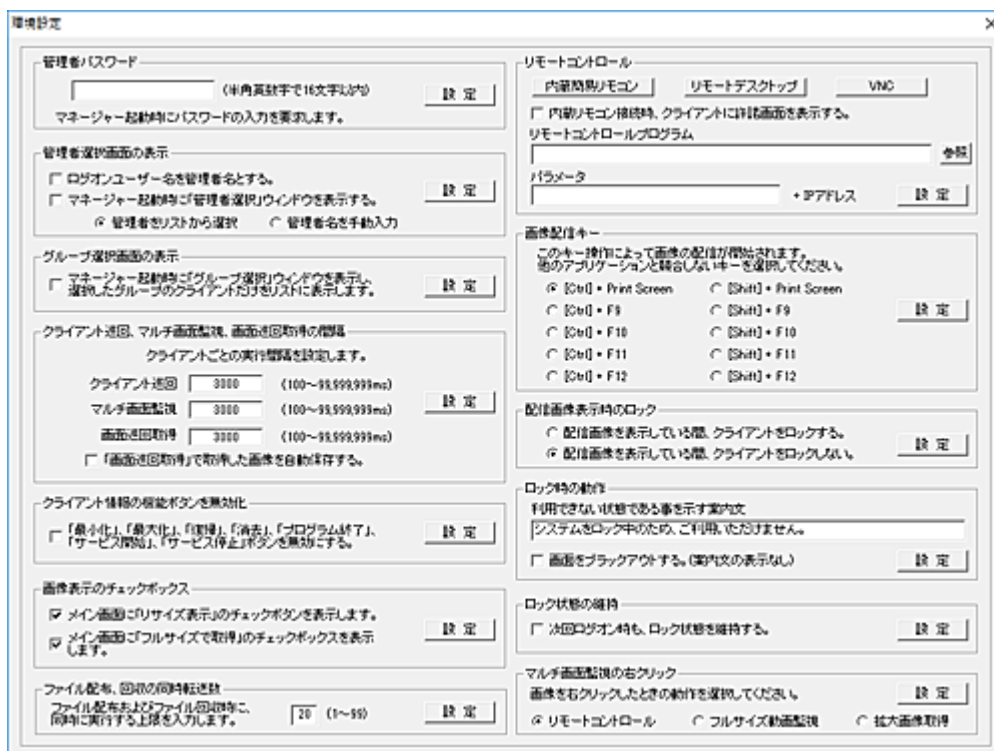 環境設定
管理者パスワード
(半角英数字で16文字以内)
設 定
マネージャー起動時にパスワードの入力を要求します。
管理者選択画面の表示
ログオンユーザー名を管理者名とする。
マネージャー起動時に「管理者選択」ウィンドウを表示する。
設 定
管理者をリストから選択
管理者名を手動入力
グループ選択画面の表示
マネージャー起動時に「グループ選択」ウィンドウを表示し、
選択したグループのクライアントだけをリストに表示します。
設 定
クライアント巡回、マルチ画面監視、画面巡回取得の間隔
クライアントごとの実行間隔を設定します。
クライアント巡回 3000 (100～99,999,999ms)
マルチ画面監視 3000 (100～99,999,999ms)
設 定
画面巡回取得 3000 (100～99,999,999ms)
「画面巡回取得」で取得した画像を自動保存する。
クライアント情報の機能ボタンを無効化
「最小化」、「最大化」、「復帰」、「消去」、「プログラム終了」、
「サービス開始」、「サービス停止」ボタンを無効にする。
設 定
画像表示のチェックボックス
メイン画面に「リサイズ表示」のチェックボタンを表示します。
メイン画面に「フルサイズで取得」のチェックボックスを表示
します。
設 定
ファイル配布、回収の同時転送数
ファイル配布およびファイル回収時に、
同時に実行する上限を入力します。
20 (1～99)
設 定
リモートコントロール
内蔵簡易リモコン
リモートデスクトップ
VNC
内蔵リモコン接続時、クライアントに許諾画面を表示する。
リモートコントロールプログラム
参照
パラメータ
+ IPアドレス
設 定
画像配信キー
このキー操作によって画像の配信が開始されます。
他のアプリケーションと競合しないキーを選択してください。
[Ctrl] + Print Screen
[Shift] + Print Screen
[Ctrl] + F9
[Shift] + F9
設 定
[Ctrl] + F10
[Shift] + F10
[Ctrl] + F11
[Shift] + F11
[Ctrl] + F12
[Shift] + F12
配信画像表示時のロック
配信画像を表示している間、クライアントをロックする。
配信画像を表示している間、クライアントをロックしない。
設 定
ロック時の動作
利用できない状態である事を示す案内文
システムをロック中のため、ご利用いただけません。
画面をブラックアウトする。(案内文の表示なし)
設 定
ロック状態の維持
次回ログオン時も、ロック状態を維持する。
設 定
マルチ画面監視の右クリック
画像を右クリックしたときの動作を選択してください。
設 定
リモートコントロール
フルサイズ動画監視
拡大画像取得